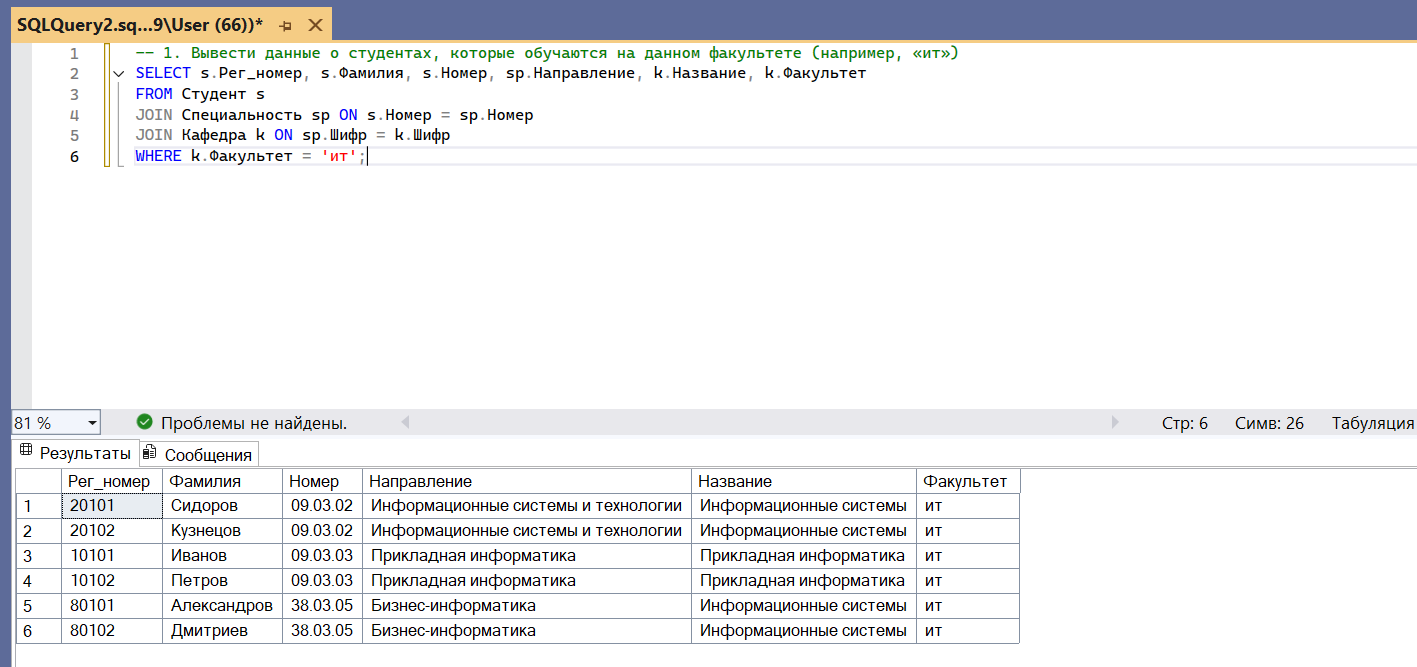 SQLQuery2.sq...9\User (66))*
1 -- 1. Вывести данные о студентах, которые обучаются на данном факультете (например, «ит»)
2 SELECT s.Рег_номер, s.Фамилия, s.Номер, sp.Направление, k.Название, k.Факультет
3 FROM Студент s
4 JOIN Специальность sp ON s.Номер = sp.Номер
5 JOIN Кафедра k ON sp.Шифр = k.Шифр
6 WHERE k.Факультет = 'ит';
81 % Проблемы не найдены. Стр: 6 Симв: 26 Табуляция
Результаты Сообщения
Рег_номер Фамилия Номер Направление Название Факультет
1 20101 Сидоров 09.03.02 Информационные системы и технологии Информационные системы ит
2 20102 Кузнецов 09.03.02 Информационные системы и технологии Информационные системы ит
3 10101 Иванов 09.03.03 Прикладная информатика Прикладная информатика ит
4 10102 Петров 09.03.03 Прикладная информатика Прикладная информатика ит
5 80101 Александров 38.03.05 Бизнес-информатика Информационные системы ит
6 80102 Дмитриев 38.03.05 Бизнес-информатика Информационные системы ит